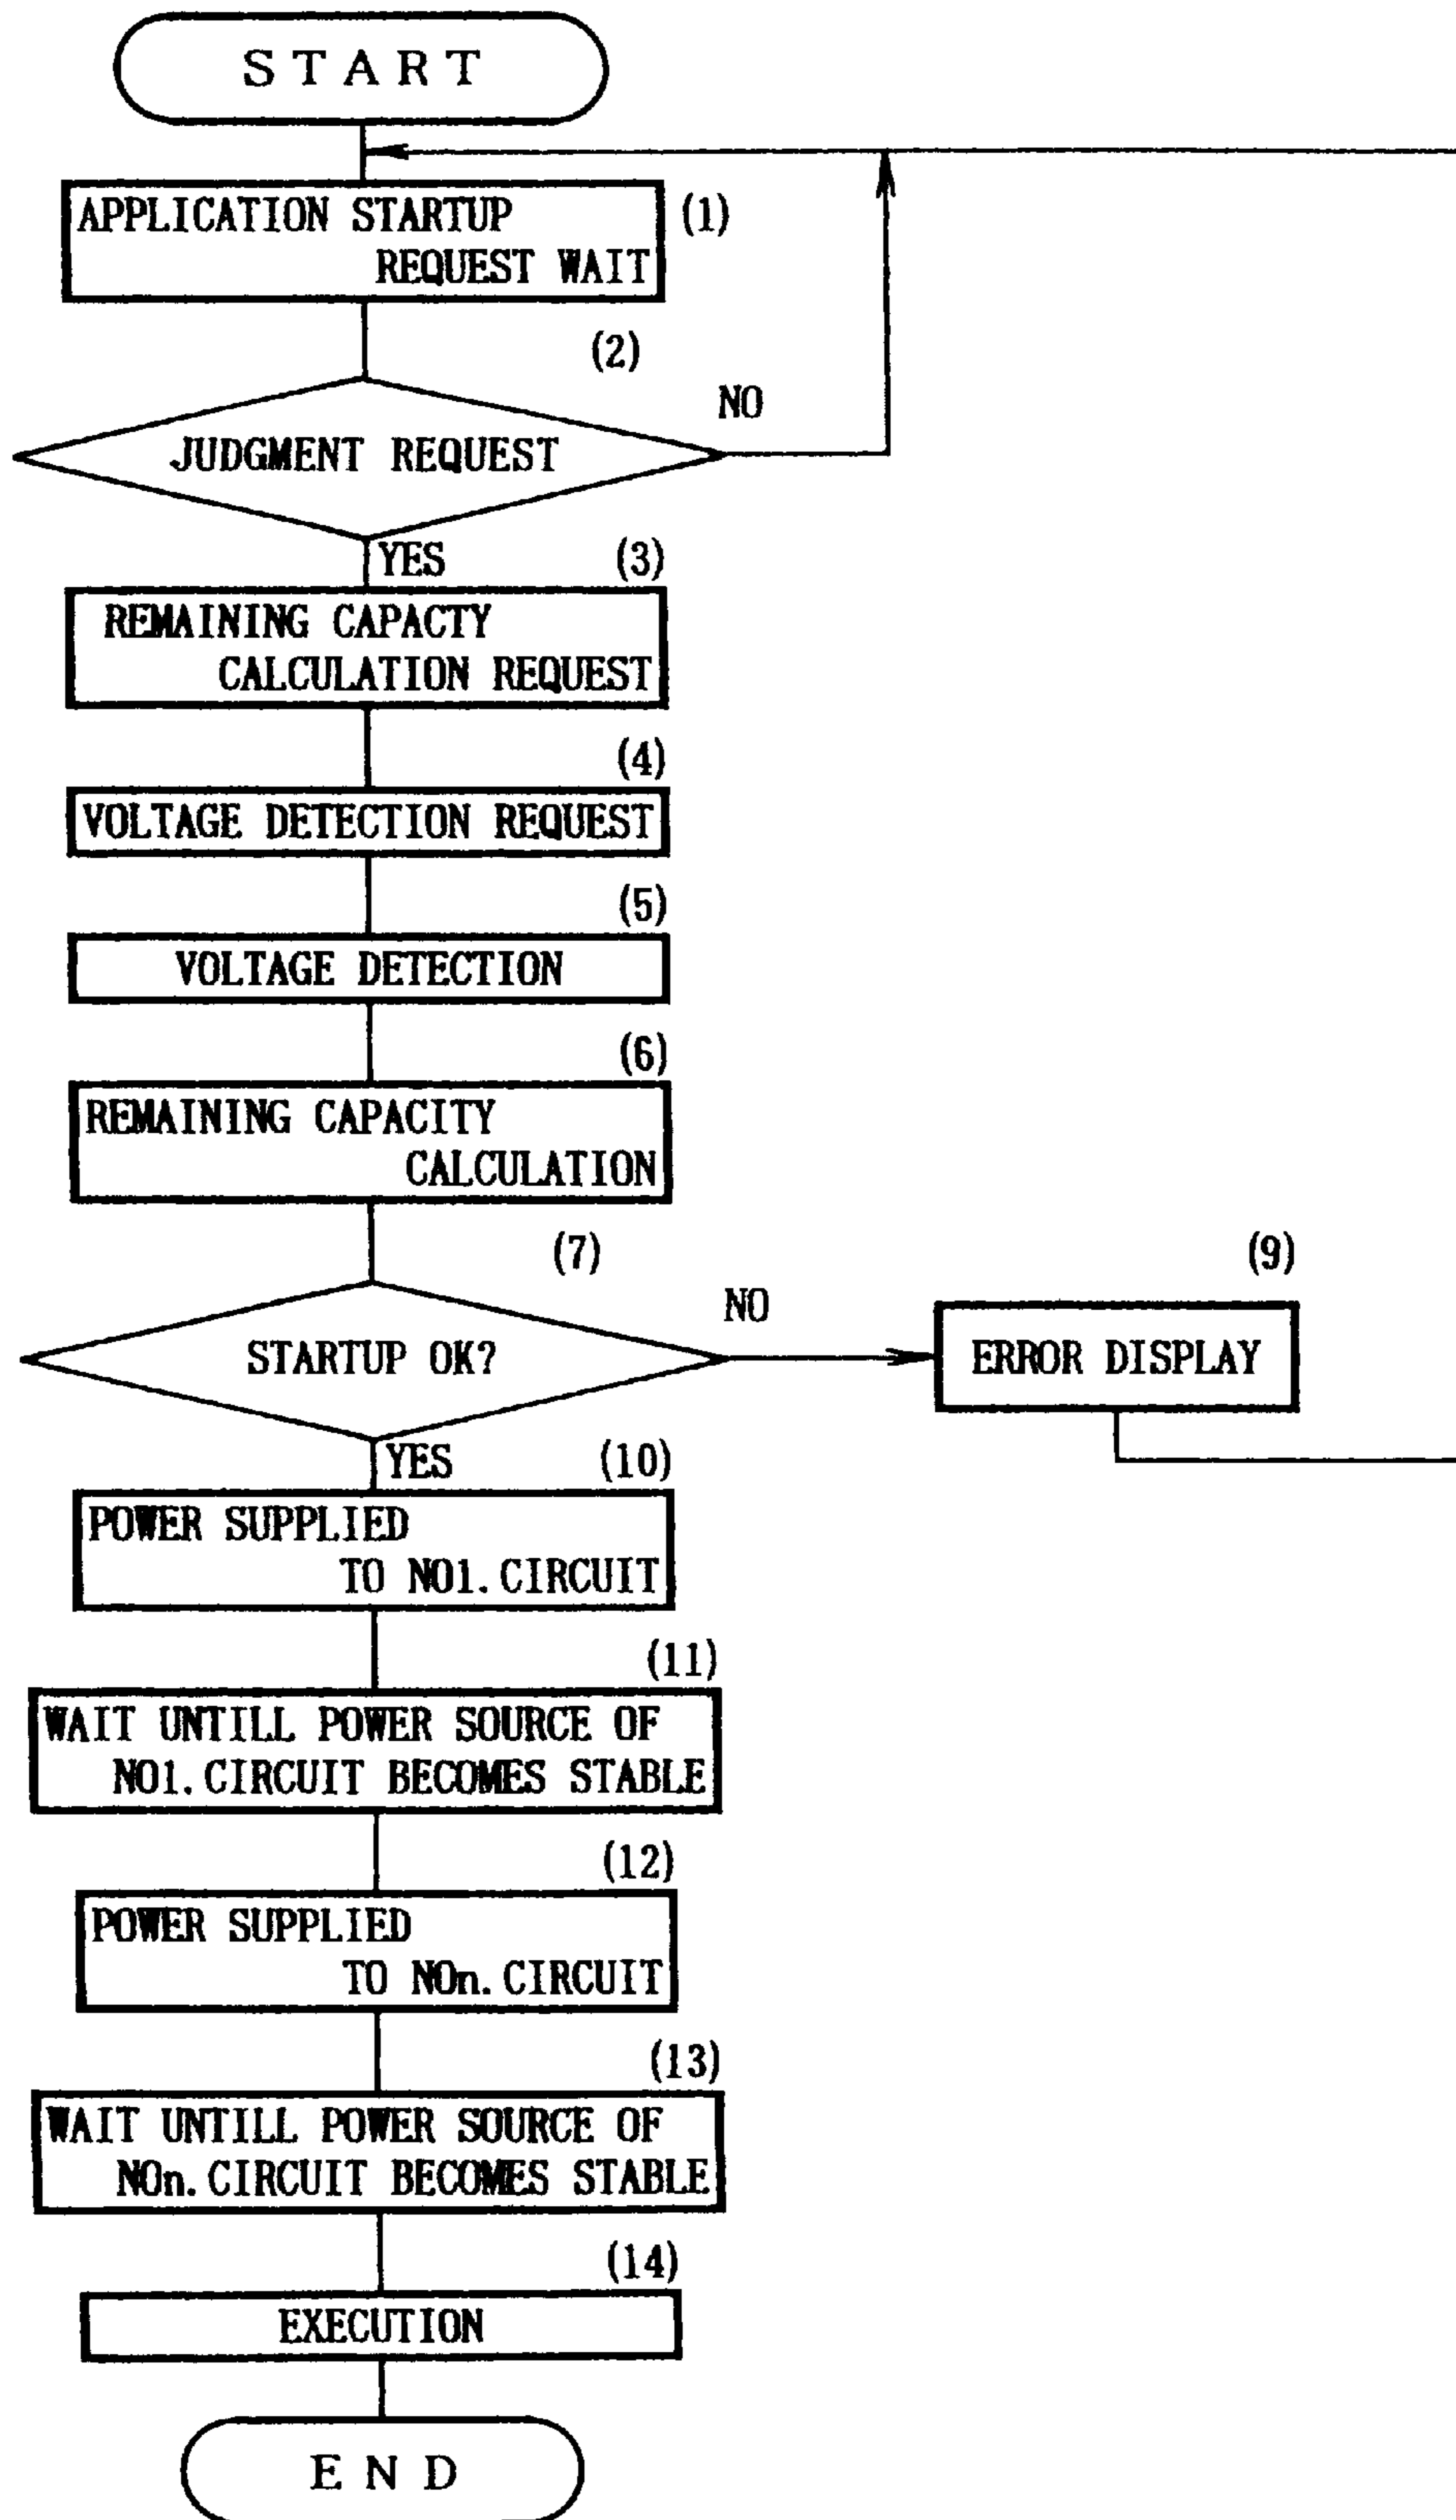 START
APPLICATION STARTUP (1)
REQUEST WAIT
(2)
NO
JUDGMENT REQUEST
YES (3)
REMAINING CAPACTY
CALCULATION REQUEST
(4)
VOLTAGE DETECTION REQUEST
(5)
VOLTAGE DETECTION
(6)
REMAINING CAPACITY
CALCULATION
(7)
(9)
NO
STARTUP OK?
ERROR DISPLAY
YES (10)
POWER SUPPLIED
TO NO1.CIRCUIT
(11)
WAIT UNTILL POWER SOURCE OF
NO1.CIRCUIT BECOMES STABLE
(12)
POWER SUPPLIED
TO NOn.CIRCUIT
(13)
WAIT UNTILL POWER SOURCE OF
NOn.CIRCUIT BECOMES STABLE
(14)
EXECUTION
END